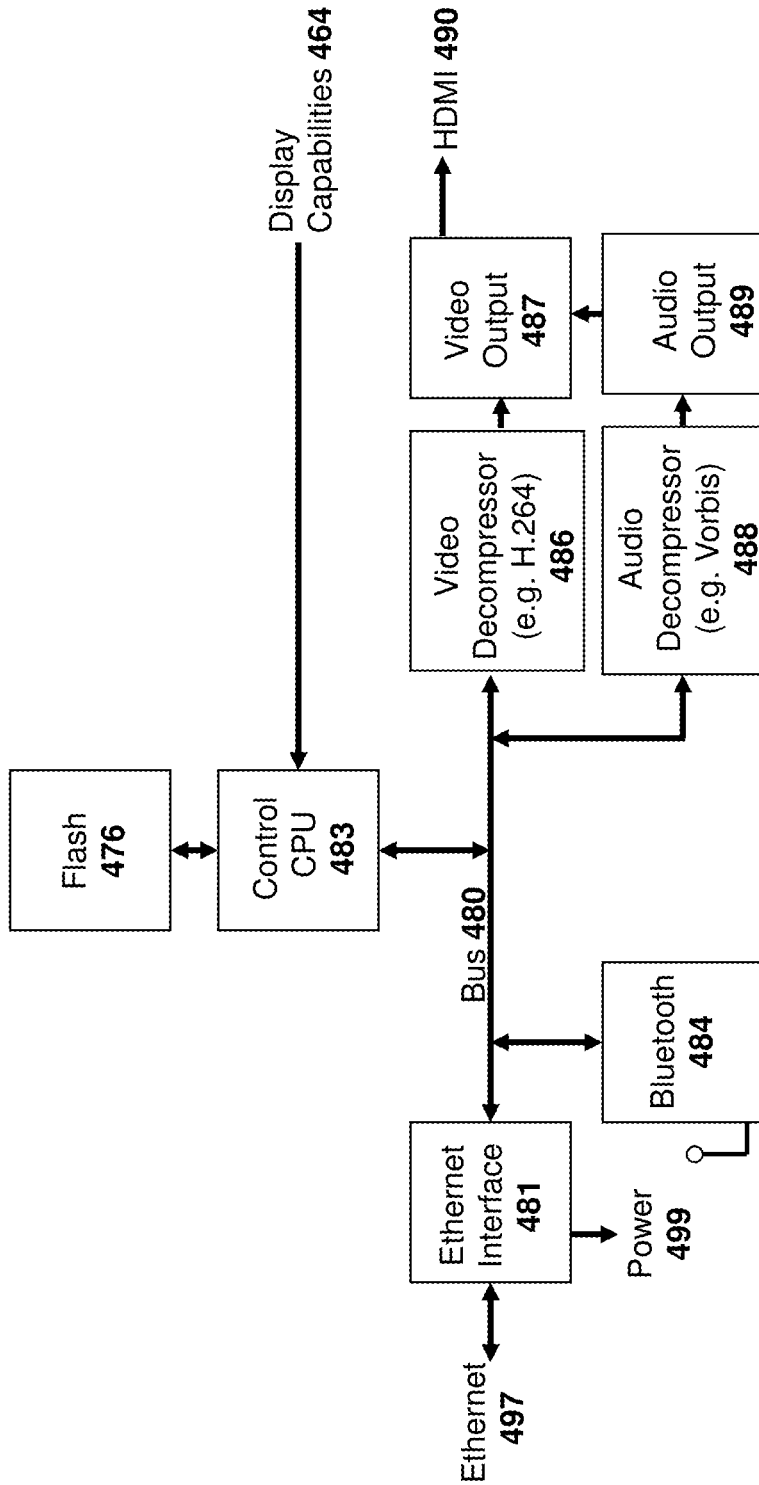 Flash
476
Control
CPU
483
Display
Capabilities 464
Ethernet
497
Ethernet
Interface
481
Bus 480
Video
Decompressor
(e.g. H.264)
486
Video
Output
487
HDMI 490
Power
499
Bluetooth
484
Audio
Decompressor
(e.g. Vorbis)
488
Audio
Output
489